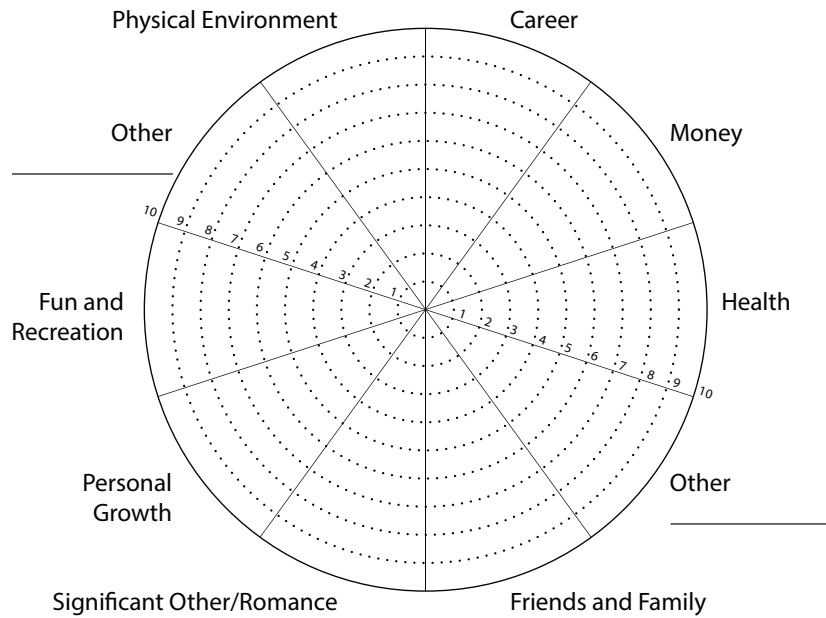 Physical Environment
Career
Other
Money
10 9 8 7 6 5 4 3 2 1
Fun and
Recreation
Health
1 2 3 4 5 6 7 8 9 10
Personal
Growth
Other
Significant Other/Romance
Friends and Family